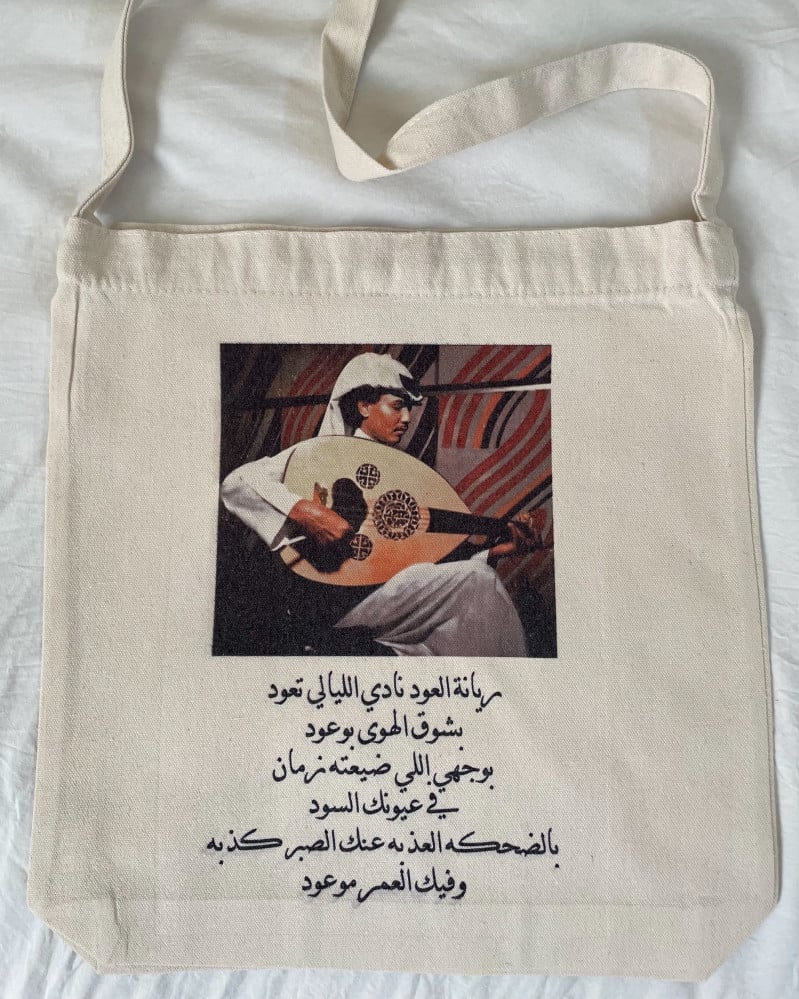 ريانة العود نادي الليالي تعود
بشوق الهوى بوعود
بوجهي اللي ضيعته زمان
في عيونك السود
بالضحكه العذبه عنك الصبر كذبه
وفيك العمر موعود